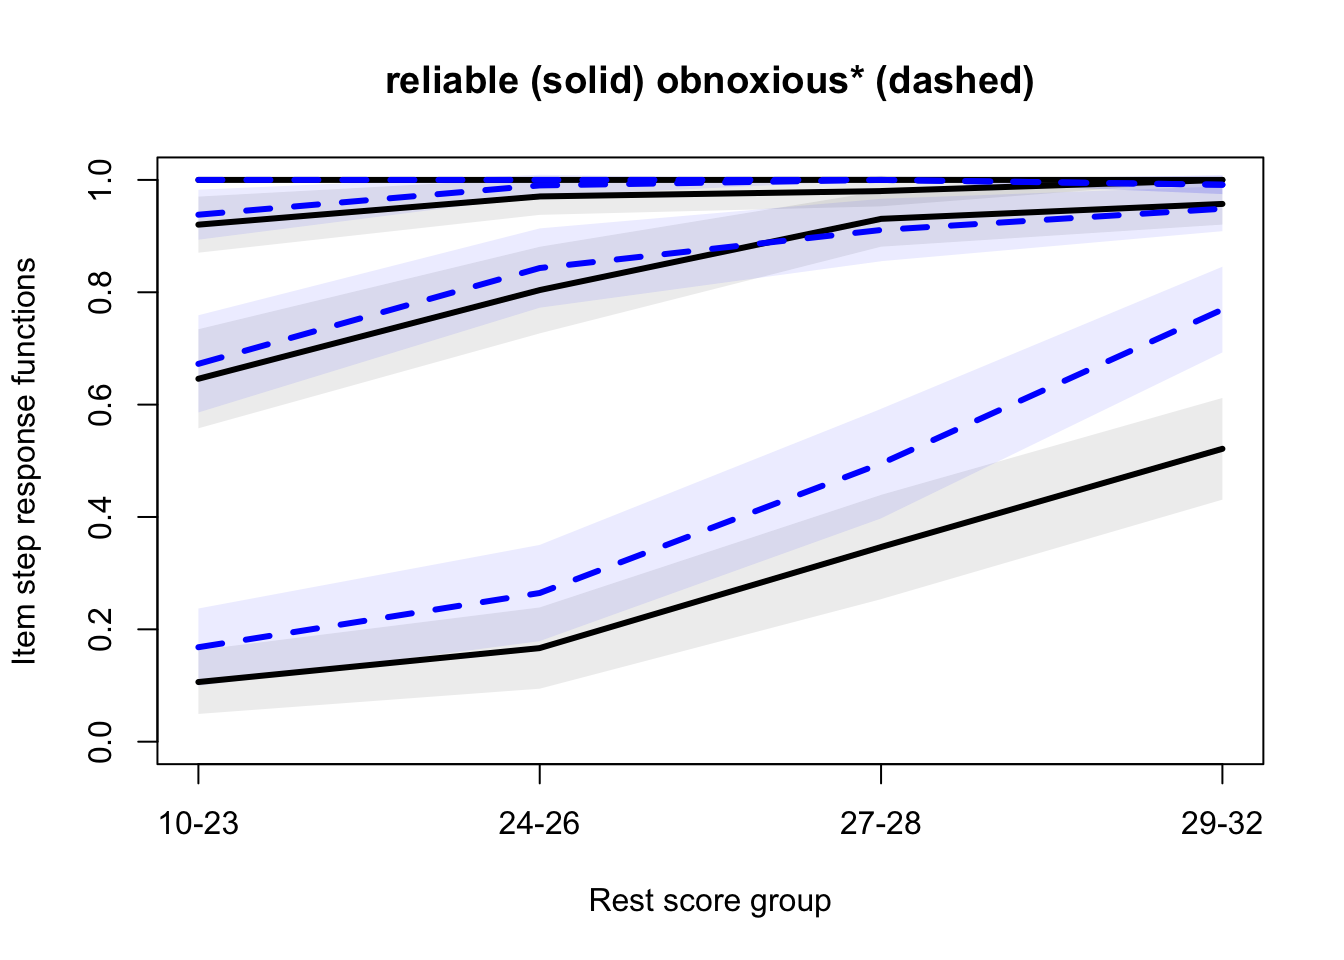 reliable (solid) obnoxious* (dashed)
Item step response functions
1.0
0.8
0.6
0.4
0.2
0.0
10-23 24-26 27-28 29-32
Rest score group